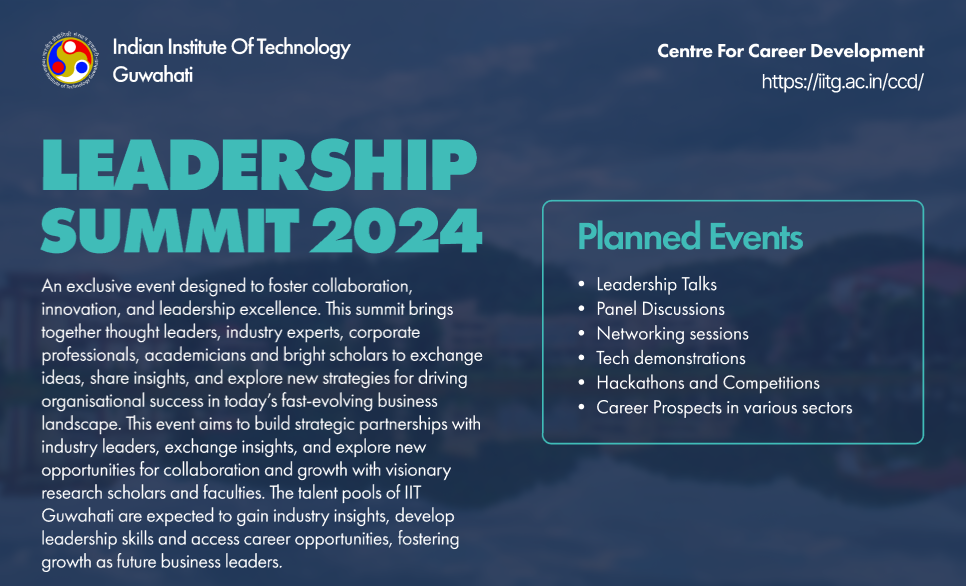 Indian Institute Of Technology
Guwahati
Centre For Career Development
https://iitg.ac.in/ccd/
LEADERSHIP
SUMMIT 2024
An exclusive event designed to foster collaboration,
innovation, and leadership excellence. This summit brings
together thought leaders, industry experts, corporate
professionals, academicians and bright scholars to exchange
ideas, share insights, and explore new strategies for driving
organisational success in today's fast-evolving business
landscape. This event aims to build strategic partnerships with
industry leaders, exchange insights, and explore new
opportunities for collaboration and growth with visionary
research scholars and faculties. The talent pools of IIT
Guwahati are expected to gain industry insights, develop
leadership skills and access career opportunities, fostering
growth as future business leaders.
Planned Events
• Leadership Talks
• Panel Discussions
• Networking sessions
• Tech demonstrations
• Hackathons and Competitions
• Career Prospects in various sectors